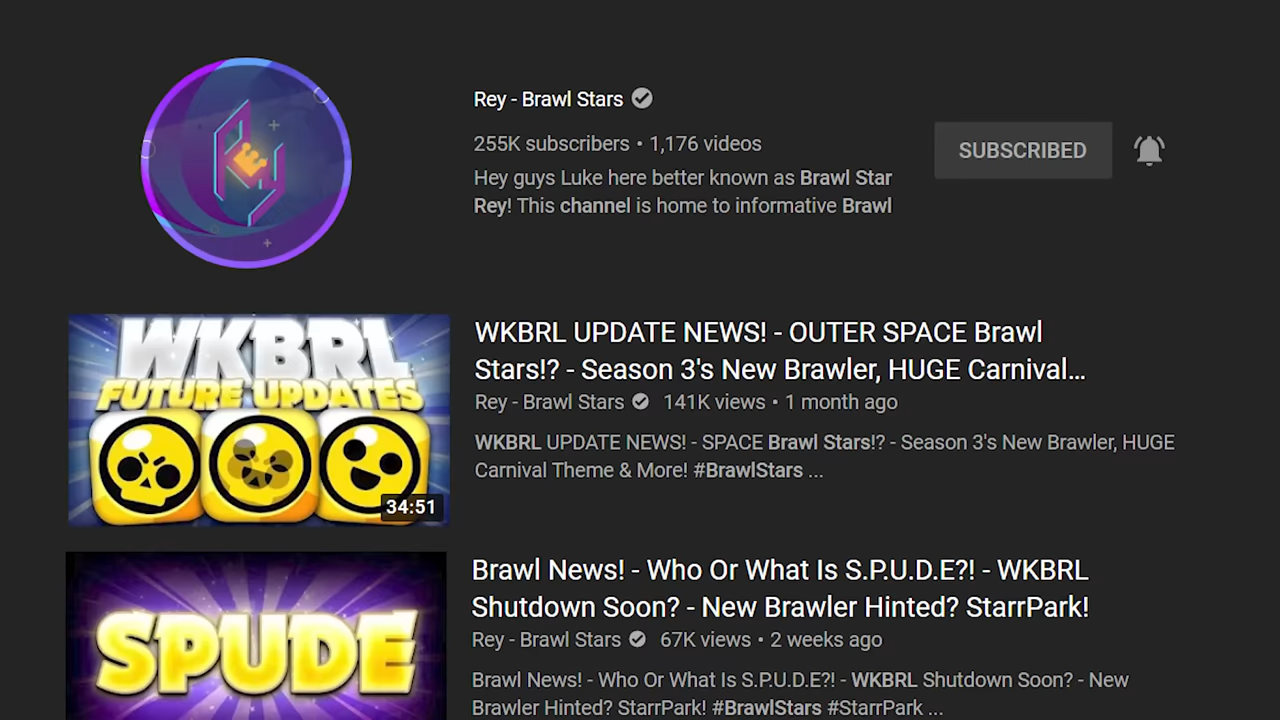 Rey - Brawl Stars
255K subscribers • 1,176 videos
SUBSCRIBED
Hey guys Luke here better known as Brawl Star
Rey! This channel is home to informative Brawl
WKBRL
FUTURE UPDATES
34:51
WKBRL UPDATE NEWS! - OUTER SPACE Brawl
Stars!? - Season 3's New Brawler, HUGE Carnival...
Rey - Brawl Stars 141K views • 1 month ago
WKBRL UPDATE NEWS! - SPACE Brawl Stars!? - Season 3's New Brawler, HUGE
Carnival Theme & More! #BrawlStars ...
SPUDE
Brawl News! - Who Or What Is S.P.U.D.E?! - WKBRL
Shutdown Soon? - New Brawler Hinted? StarrPark!
Rey - Brawl Stars 67K views • 2 weeks ago
Brawl News! - Who Or What Is S.P.U.D.E?! - WKBRL Shutdown Soon? - New
Brawler Hinted? StarrPark! #BrawlStars #StarrPark ...